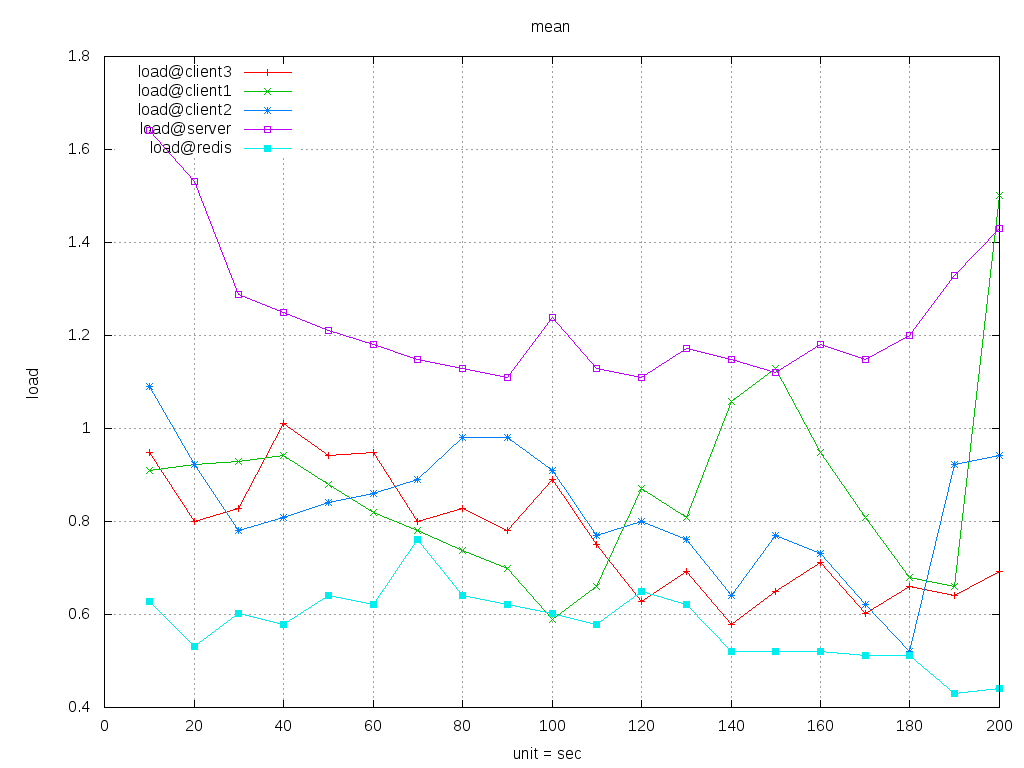 mean
1.8
load@client3
load@client1
load@client2
load@server
load@redis
1.6
1.4
1.2
1
0.8
0.6
0.4
load
0 20 40 60 80 100 120 140 160 180 200
unit = sec